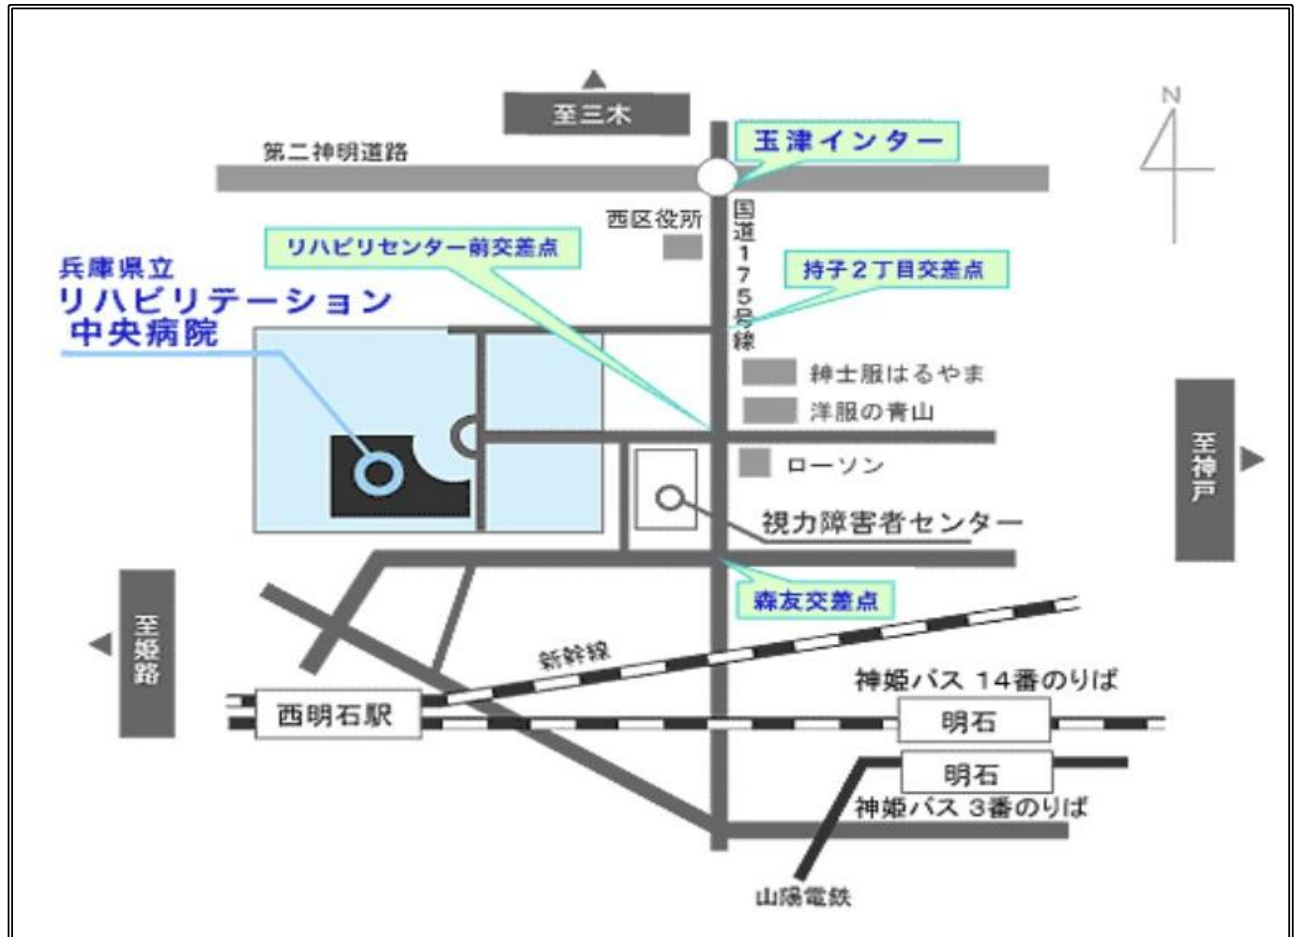 至三木
N
玉津インター
第二神明道路
西区役所
国道175号線
リハビリセンター前交差点
持子2丁目交差点
兵庫県立
リハビリテーション
中央病院
紳士服はるやま
洋服の青山
ローソン
至神戸
視力障害者センター
森友交差点
至姫路
新幹線
神姫バス 14番のりば
西明石駅
明石
明石
神姫バス 3番のりば
山陽電鉄